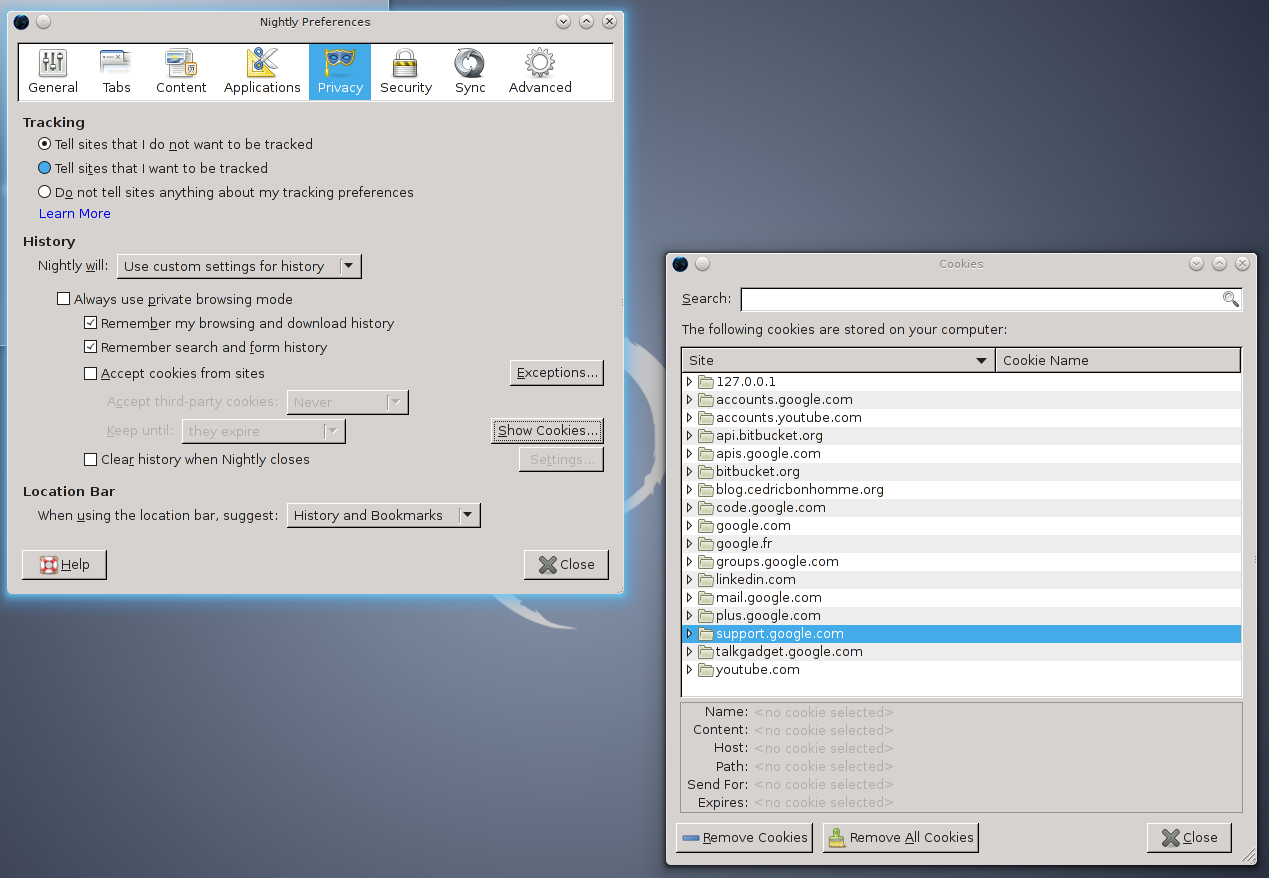 Nightly Preferences
General Tabs Content Applications Privacy Security Sync Advanced
Tracking
Tell sites that I do not want to be tracked
Tell sites that I want to be tracked
Do not tell sites anything about my tracking preferences
Learn More
History
Nightly will: Use custom settings for history
Always use private browsing mode
Remember my browsing and download history
Remember search and form history
Accept cookies from sites Exceptions...
Accept third-party cookies: Never
Keep until: they expire Show Cookies...
Clear history when Nightly closes Settings...
Location Bar
When using the location bar, suggest: History and Bookmarks
Help Close
Cookies
Search:
The following cookies are stored on your computer:
Site Cookie Name
127.0.0.1
accounts.google.com
accounts.youtube.com
api.bitbucket.org
apis.google.com
bitbucket.org
blog.cedricbonhomme.org
code.google.com
google.com
google.fr
groups.google.com
linkedin.com
mail.google.com
plus.google.com
support.google.com
talkgadget.google.com
youtube.com
Name: <no cookie selected>
Content: <no cookie selected>
Host: <no cookie selected>
Path: <no cookie selected>
Send For: <no cookie selected>
Expires: <no cookie selected>
Remove Cookies Remove All Cookies Close